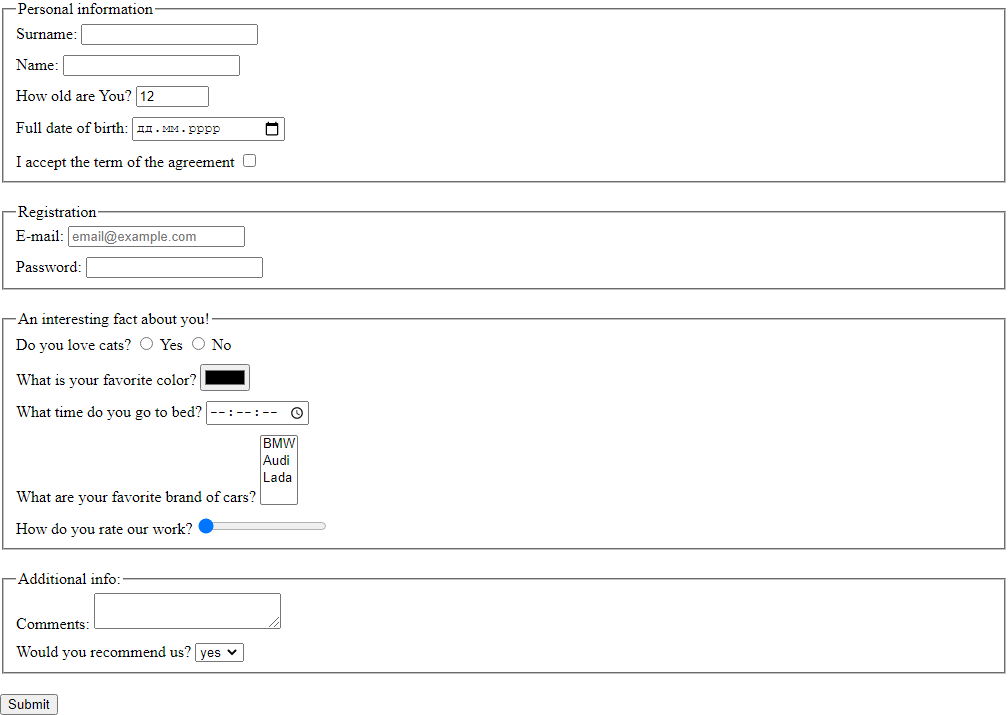 Personal information
Surname:
Name:
How old are You? 12
Full date of birth: дд.мм.рррр
I accept the term of the agreement
Registration
E-mail: email@example.com
Password:
An interesting fact about you!
Do you love cats? Yes No
What is your favorite color?
What time do you go to bed? --:--:--
BMW
Audi
Lada
What are your favorite brand of cars?
How do you rate our work?
Additional info:
Comments:
Would you recommend us? yes
Submit